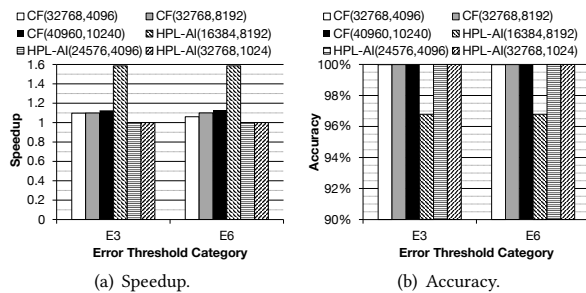 CF(32768,4096) CF(32768,8192)
CF(40960,10240) HPL-AI(16384,8192)
HPL-AI(24576,4096) HPL-AI(32768,1024)
1.6
1.4
1.2
1
0.8
0.6
0.4
0.2
0
Speedup
E3 E6
Error Threshold Category
(a) Speedup.
CF(32768,4096) CF(32768,8192)
CF(40960,10240) HPL-AI(16384,8192)
HPL-AI(24576,4096) HPL-AI(32768,1024)
100%
98%
96%
94%
92%
90%
Accuracy
E3 E6
Error Threshold Category
(b) Accuracy.